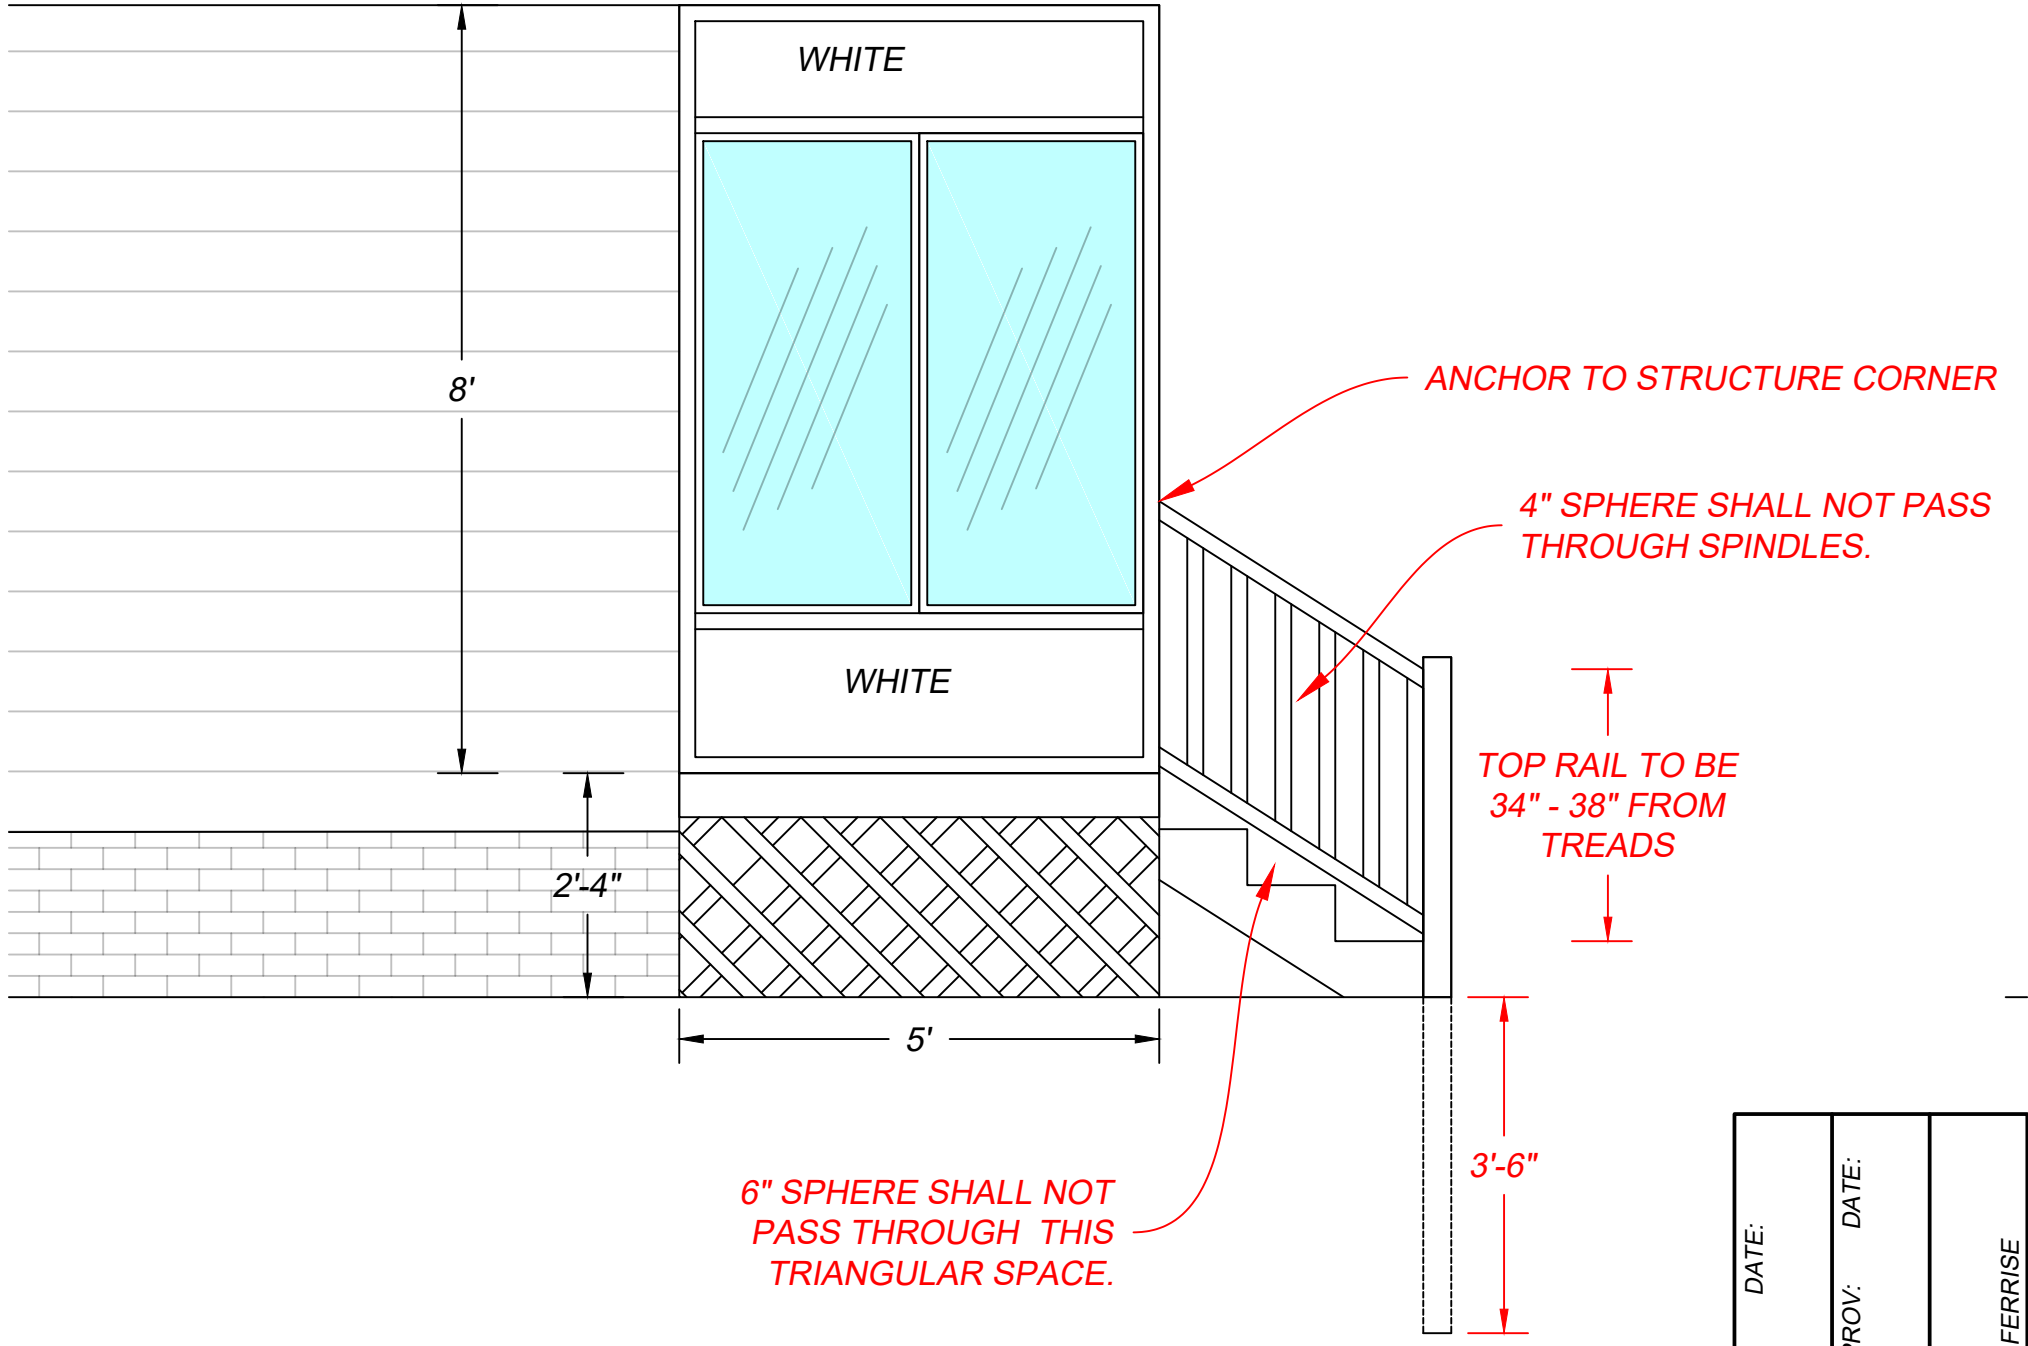 WHITE
8'
ANCHOR TO STRUCTURE CORNER
4" SPHERE SHALL NOT PASS
THROUGH SPINDLES.
WHITE
TOP RAIL TO BE
34" - 38" FROM
TREADS
2'-4"
5'
3'-6"
6" SPHERE SHALL NOT
PASS THROUGH THIS
TRIANGULAR SPACE.
DATE:
PROV: DATE:
FERRISE